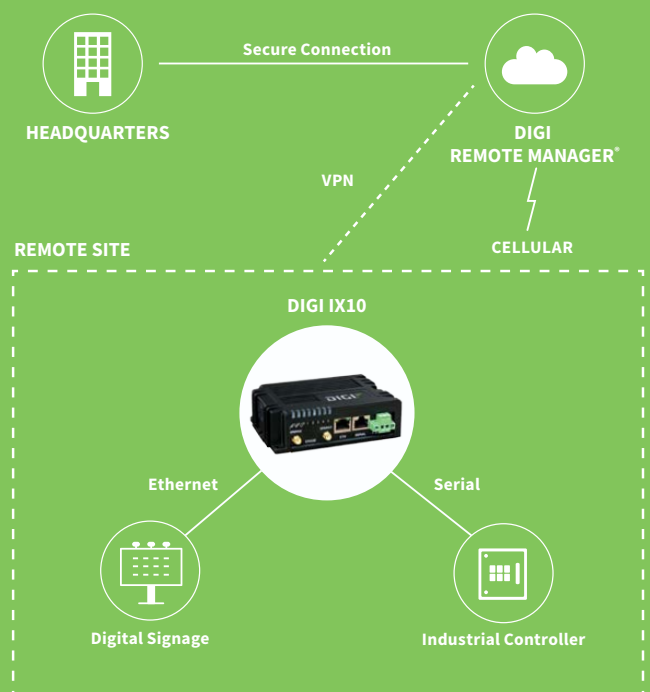 Secure Connection
HEADQUARTERS
DIGI
REMOTE MANAGER®
VPN
CELLULAR
REMOTE SITE
DIGI IX10
DIGI
Ethernet
Serial
Digital Signage
Industrial Controller